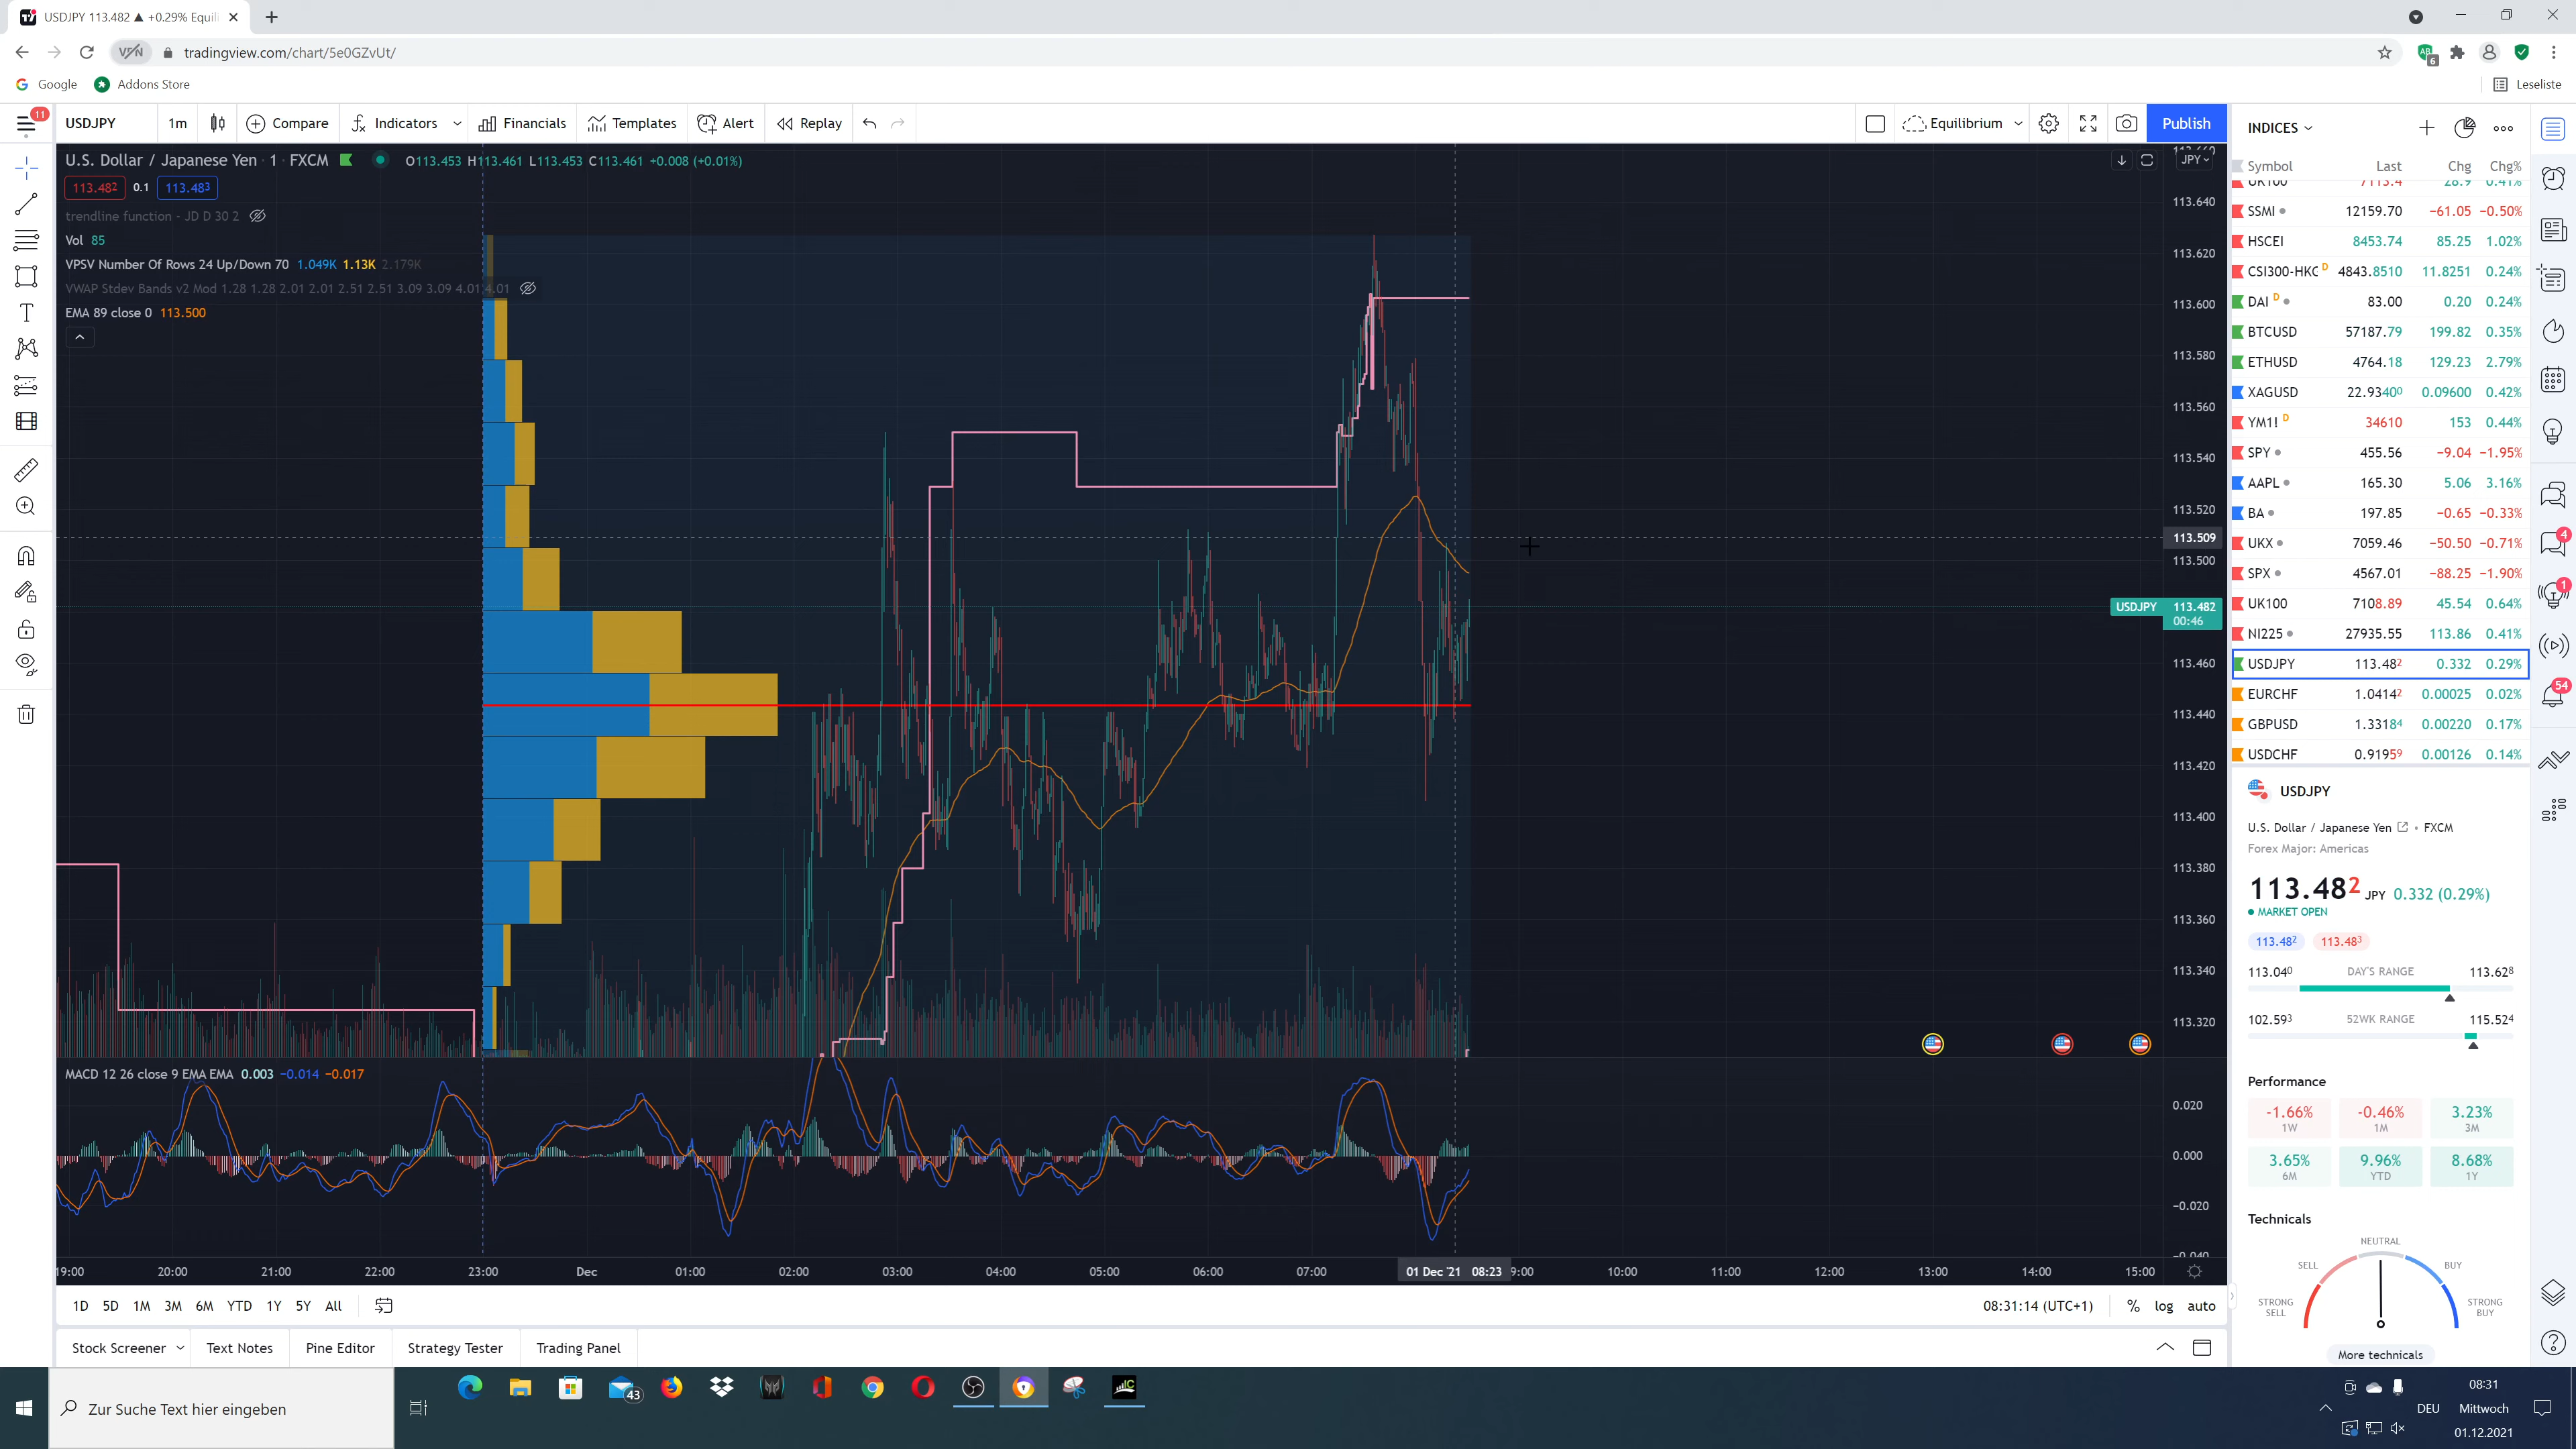 USDJPY 113.482 ▲ +0.29% Equili
VPN tradingview.com/chart/5e0GZvUt/ 6
Google Addons Store Leseliste
11 USDJPY 1m Compare Indicators Financials Templates Alert Replay Equilibrium Publish
U.S. Dollar / Japanese Yen · 1 · FXCM O113.453 H113.461 L113.453 C113.461 +0.008 (+0.01%)
113.482 0.1 113.483
trendline function - JD D 30 2
Vol 85
VPSV Number Of Rows 24 Up/Down 70 1.049K 1.13K 2.179K
VWAP Stdev Bands v2 Mod 1.28 1.28 2.01 2.01 2.51 2.51 3.09 3.09 4.01 4.01
EMA 89 close 0 113.500
JPY
113.640
113.620
113.600
113.580
113.560
113.540
113.520
113.509
113.500
USDJPY 113.482
00:46
113.460
113.440
113.420
113.400
113.380
113.360
113.340
113.320
MACD 12 26 close 9 EMA EMA 0.003 −0.014 −0.017
0.020
0.000
−0.020
−0.040
19:00 20:00 21:00 22:00 23:00 Dec 01:00 02:00 03:00 04:00 05:00 06:00 07:00 01 Dec '21 08:23 9:00 10:00 11:00 12:00 13:00 14:00 15:00
1D 5D 1M 3M 6M YTD 1Y 5Y All 08:31:14 (UTC+1) % log auto
Stock Screener Text Notes Pine Editor Strategy Tester Trading Panel
INDICES
Symbol Last Chg Chg%
UK100 7113.4 28.9 0.41%
SSMI 12159.70 −61.05 −0.50%
HSCEI 8453.74 85.25 1.02%
CSI300-HKC D 4843.8510 11.8251 0.24%
DAI D 83.00 0.20 0.24%
BTCUSD 57187.79 199.82 0.35%
ETHUSD 4764.18 129.23 2.79%
XAGUSD 22.93400 0.09600 0.42%
YM1! D 34610 153 0.44%
SPY 455.56 −9.04 −1.95%
AAPL 165.30 5.06 3.16%
BA 197.85 −0.65 −0.33%
UKX 7059.46 −50.50 −0.71%
SPX 4567.01 −88.25 −1.90%
UK100 7108.89 45.54 0.64%
NI225 27935.55 113.86 0.41%
USDJPY 113.482 0.332 0.29%
EURCHF 1.04142 0.00025 0.02%
GBPUSD 1.33184 0.00220 0.17%
USDCHF 0.91959 0.00126 0.14%
USDJPY
U.S. Dollar / Japanese Yen • FXCM
Forex Major: Americas
113.482 JPY 0.332 (0.29%)
MARKET OPEN
113.482 113.483
113.040 DAY'S RANGE 113.628
102.593 52WK RANGE 115.524
Performance
-1.66% -0.46% 3.23%
1W 1M 3M
3.65% 9.96% 8.68%
6M YTD 1Y
Technicals
NEUTRAL
SELL BUY
STRONG SELL STRONG BUY
More technicals
4
1
54
Zur Suche Text hier eingeben
43
IC
DEU
08:31
Mittwoch
01.12.2021